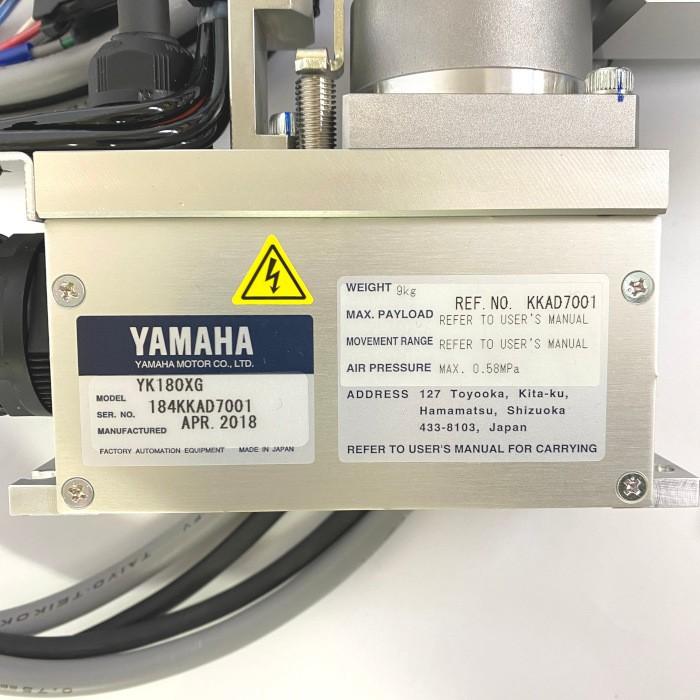 YAMAHA
YAMAHA MOTOR CO., LTD.
MODEL YK180XG
SER. NO. 184KKAD7001
MANUFACTURED APR. 2018
FACTORY AUTOMATION EQUIPMENT MADE IN JAPAN
WEIGHT 9kg
REF. NO. KKAD7001
MAX. PAYLOAD REFER TO USER'S MANUAL
MOVEMENT RANGE REFER TO USER'S MANUAL
AIR PRESSURE MAX. 0.58MPa
ADDRESS 127 Toyooka, Kita-ku,
Hamamatsu, Shizuoka
433-8103, Japan
REFER TO USER'S MANUAL FOR CARRYING
TAIYO-TEIKOK